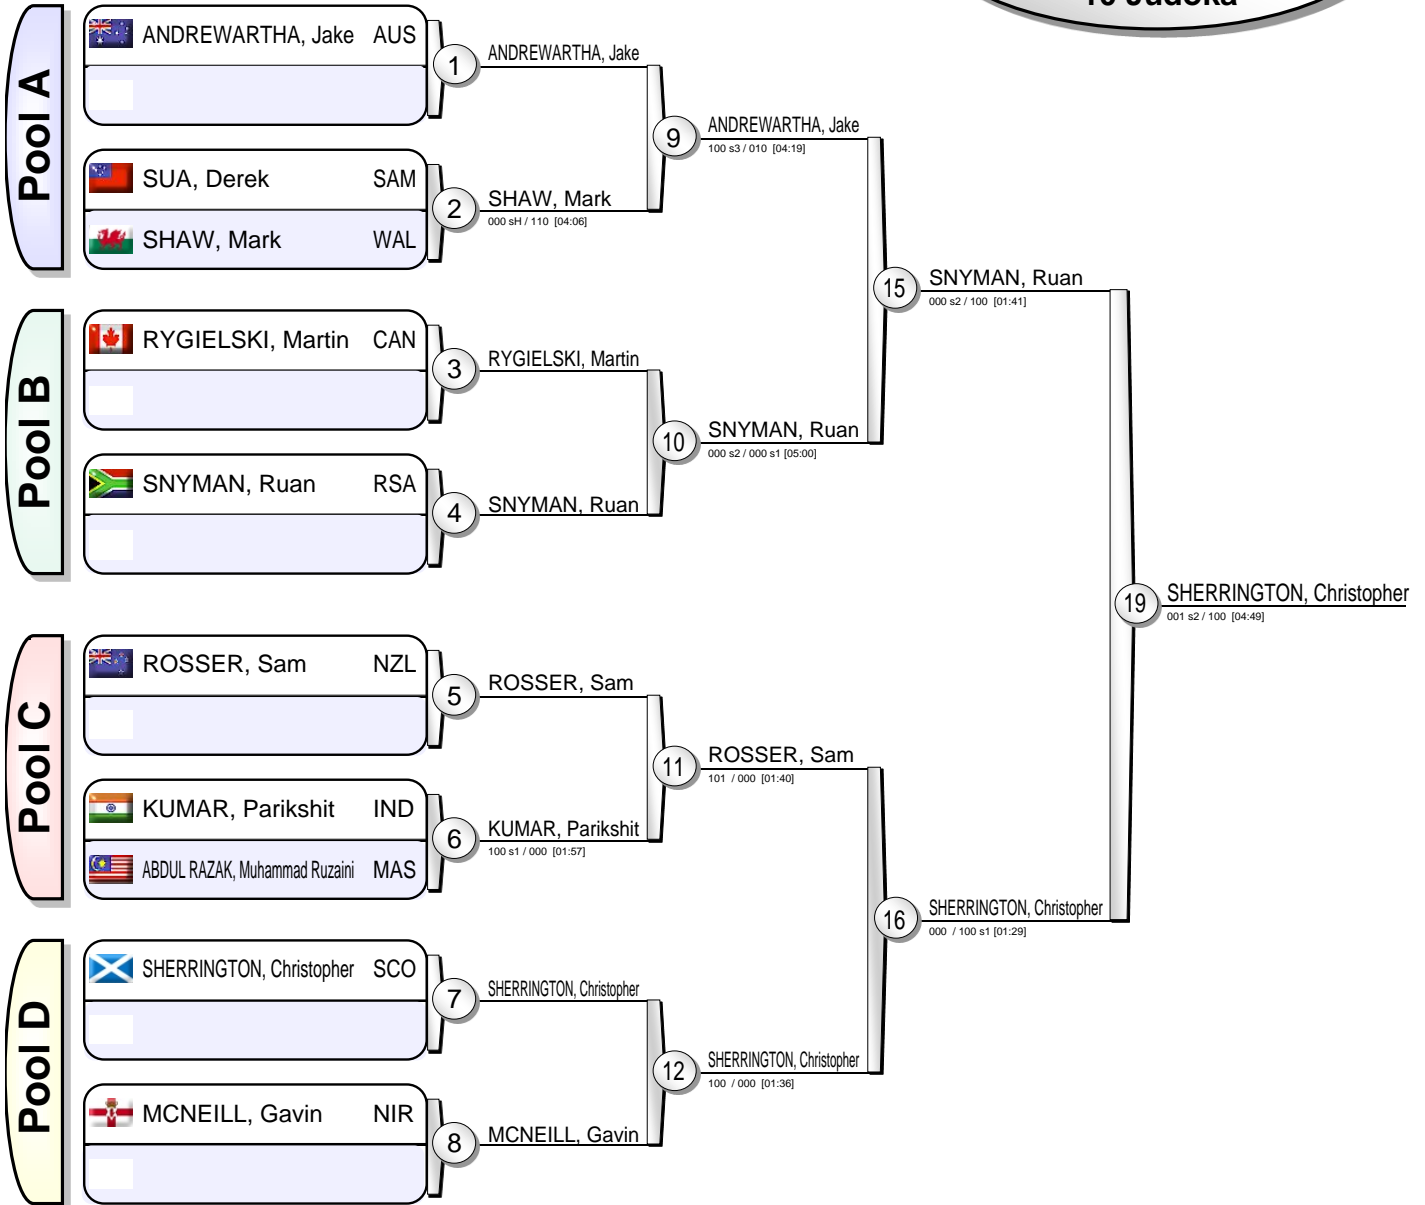 10 Judoka
Pool A
ANDREWARTHA, Jake AUS
1
ANDREWARTHA, Jake
SUA, Derek SAM
SHAW, Mark WAL
2
SHAW, Mark
000 sH / 110 [04:06]
9
ANDREWARTHA, Jake
100 s3 / 010 [04:19]
Pool B
RYGIELSKI, Martin CAN
3
RYGIELSKI, Martin
SNYMAN, Ruan RSA
4
SNYMAN, Ruan
10
SNYMAN, Ruan
000 s2 / 000 s1 [05:00]
15
SNYMAN, Ruan
000 s2 / 100 [01:41]
Pool C
ROSSER, Sam NZL
5
ROSSER, Sam
KUMAR, Parikshit IND
ABDUL RAZAK, Muhammad Ruzaini MAS
6
KUMAR, Parikshit
100 s1 / 000 [01:57]
11
ROSSER, Sam
101 / 000 [01:40]
Pool D
SHERRINGTON, Christopher SCO
7
SHERRINGTON, Christopher
MCNEILL, Gavin NIR
8
MCNEILL, Gavin
12
SHERRINGTON, Christopher
100 / 000 [01:36]
16
SHERRINGTON, Christopher
000 / 100 s1 [01:29]
19
SHERRINGTON, Christopher
001 s2 / 100 [04:49]